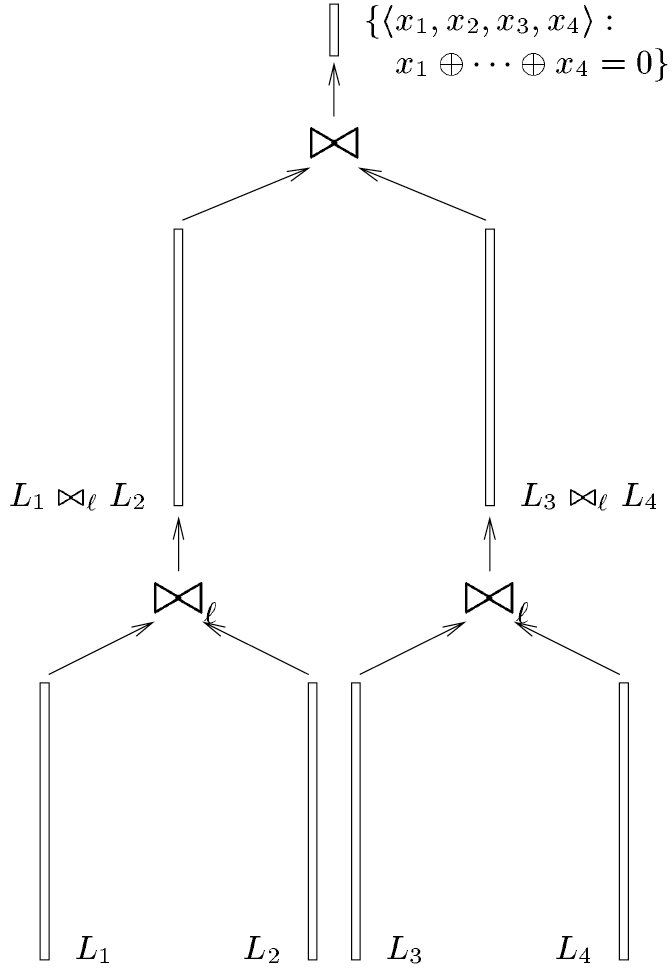 {⟨x₁, x₂, x₃, x₄⟩ :
x₁ ⊕ ⋯ ⊕ x₄ = 0}
⋈
L₁ ⋈ℓ L₂
L₃ ⋈ℓ L₄
⋈ℓ
⋈ℓ
L₁
L₂
L₃
L₄